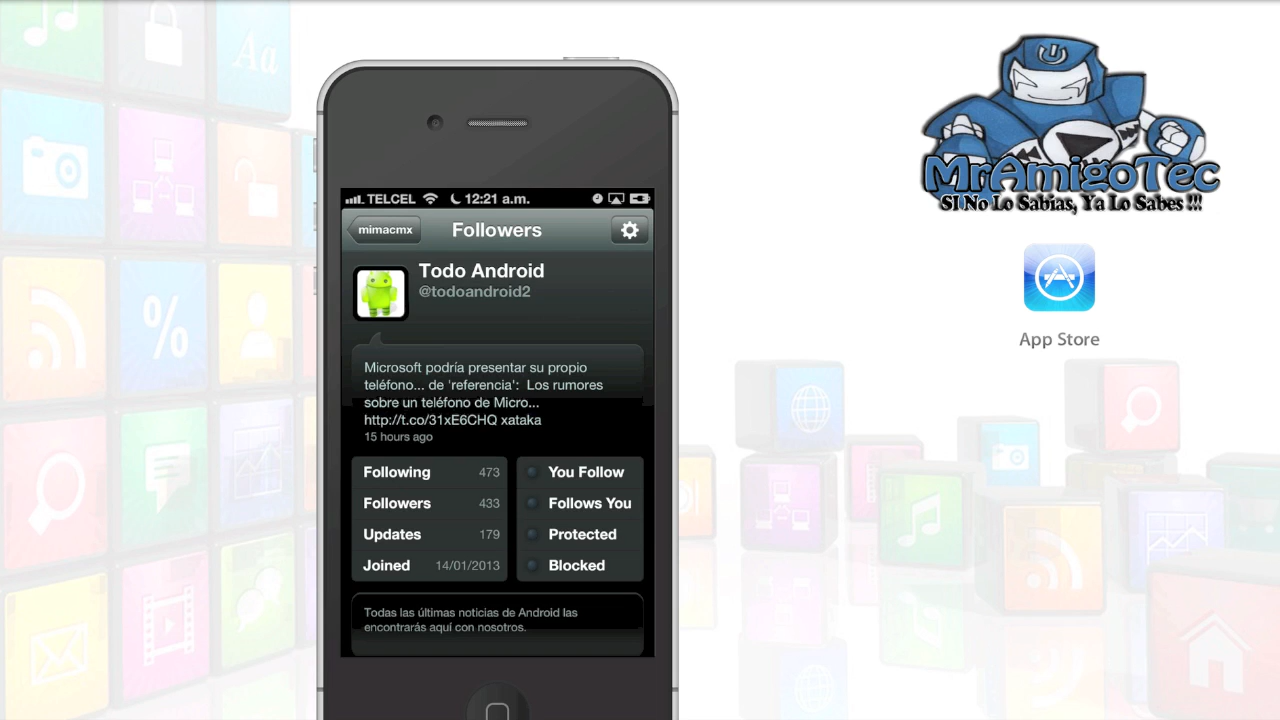 Aa
%
MrAmigoTec
SI No Lo Sabías, Ya Lo Sabes !!!
App Store
TELCEL 12:21 a.m.
mimacmx
Followers
Todo Android
@todoandroid2
Microsoft podría presentar su propio
teléfono... de 'referencia': Los rumores
sobre un teléfono de Micro...
http://t.co/31xE6CHQ xataka
15 hours ago
Following 473
Followers 433
Updates 179
Joined 14/01/2013
You Follow
Follows You
Protected
Blocked
Todas las últimas noticias de Android las
encontrarás aquí con nosotros.